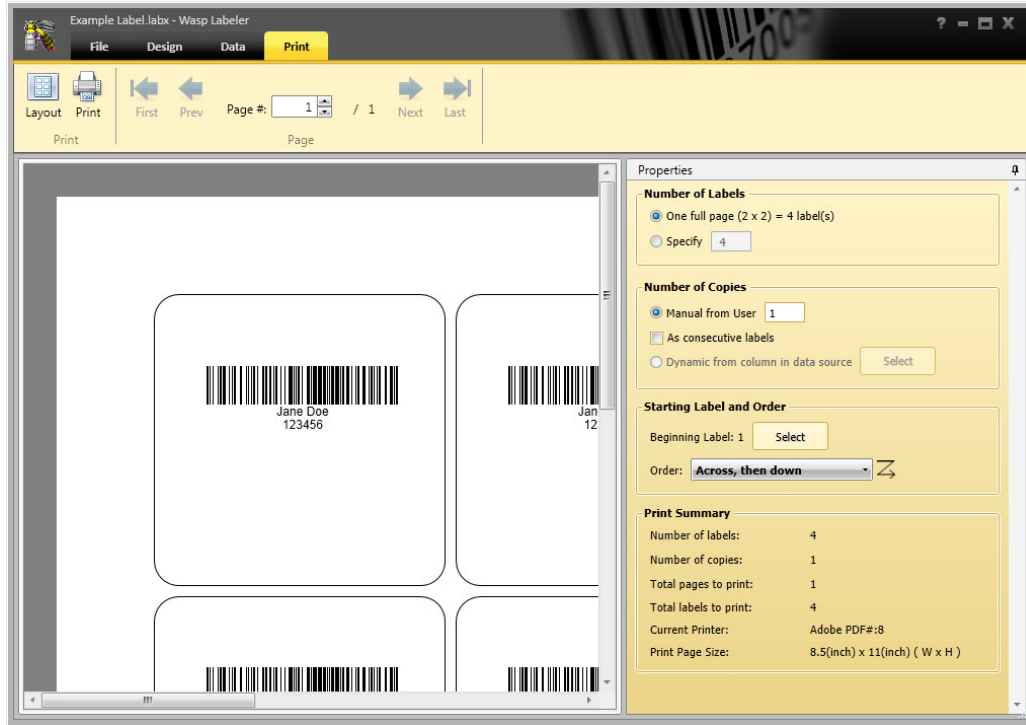 Example Label.labx - Wasp Labeler
? 
File Design Data Print
Layout Print First Prev Page #: 1 / 1 Next Last
Print Page
Properties
Number of Labels
One full page (2 x 2) = 4 label(s)
Specify 4
Number of Copies
Manual from User 1
As consecutive labels
Dynamic from column in data source Select
Starting Label and Order
Beginning Label: 1 Select
Order: Across, then down
Print Summary
Number of labels: 4
Number of copies: 1
Total pages to print: 1
Total labels to print: 4
Current Printer: Adobe PDF#:8
Print Page Size: 8.5(inch) x 11(inch) ( W x H )
Jane Doe Jan
123456 12